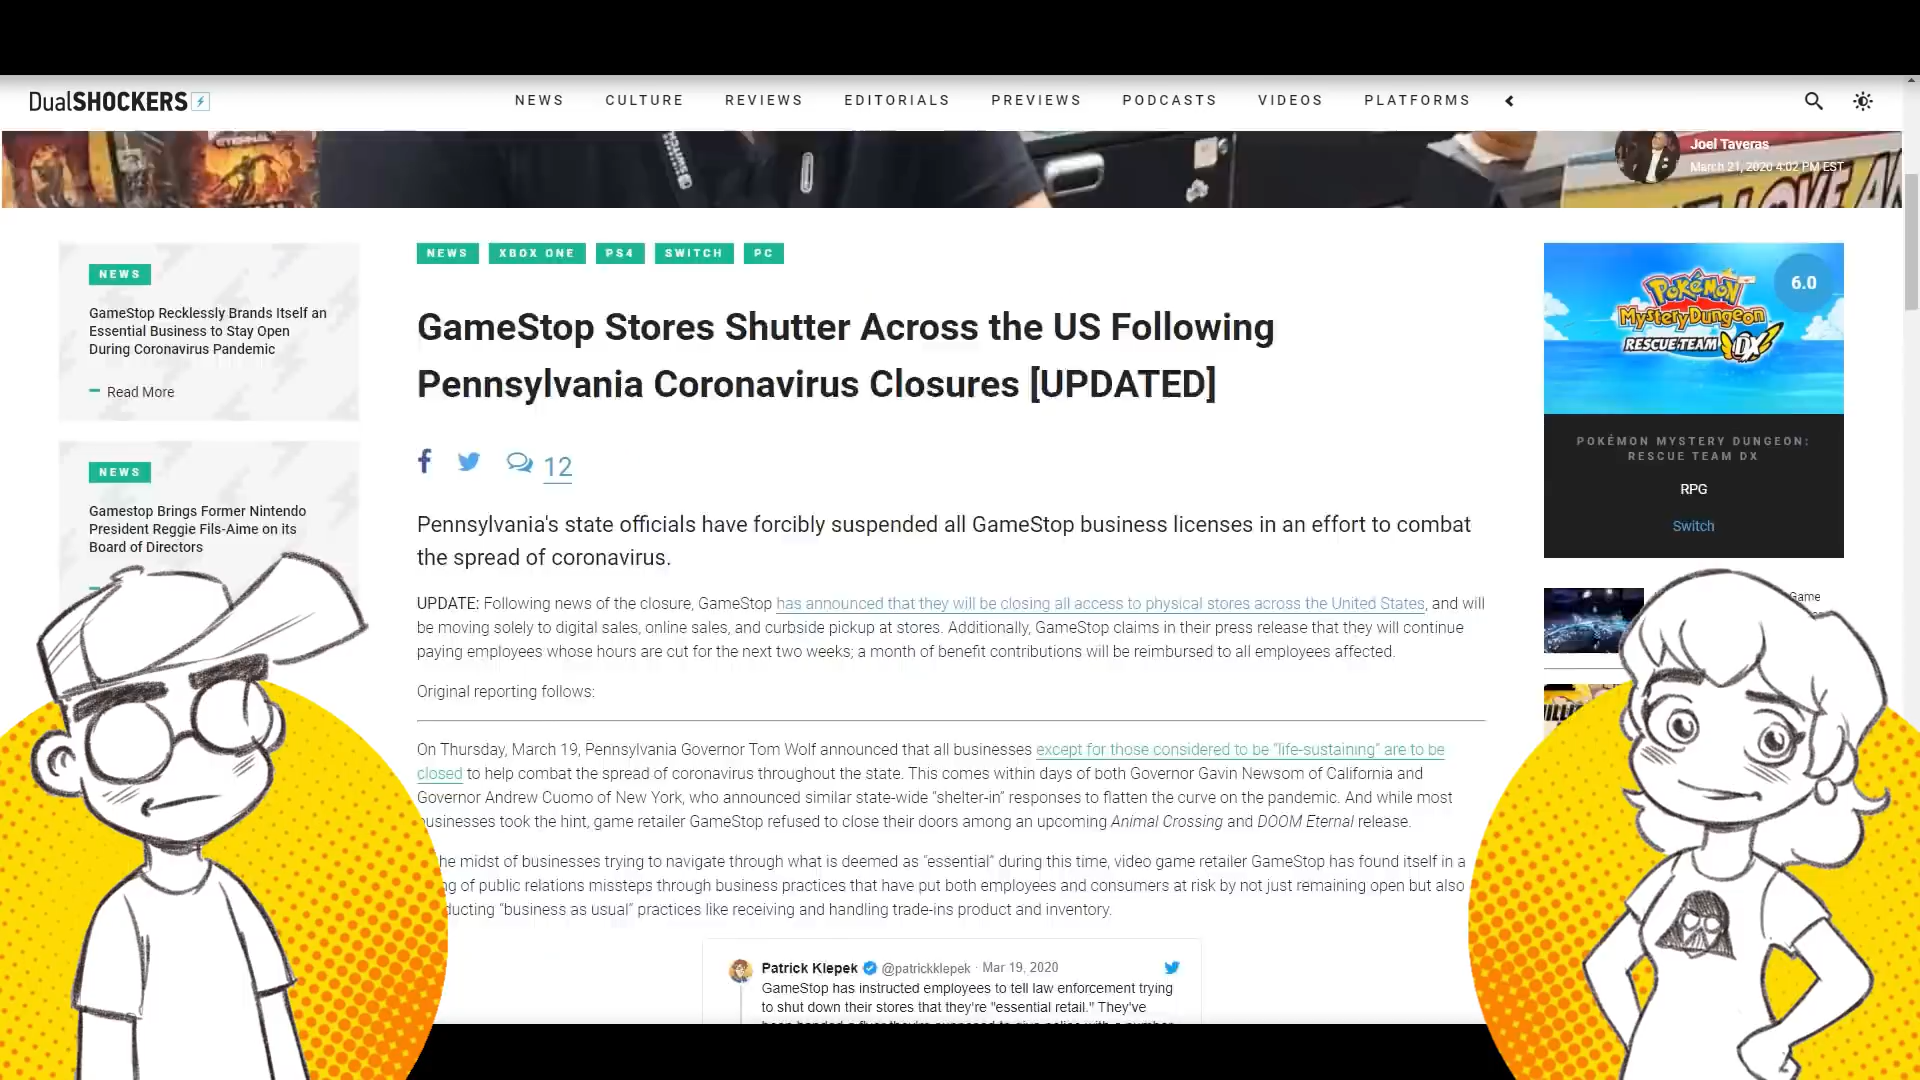 DualSHOCKERS
NEWS CULTURE REVIEWS EDITORIALS PREVIEWS PODCASTS VIDEOS PLATFORMS
Joel Taveras
March 21, 2020 4:02 PM EST
NEWS
GameStop Recklessly Brands Itself an
Essential Business to Stay Open
During Coronavirus Pandemic
Read More
NEWS
Gamestop Brings Former Nintendo
President Reggie Fils-Aime on its
Board of Directors
NEWS XBOX ONE PS4 SWITCH PC
GameStop Stores Shutter Across the US Following
Pennsylvania Coronavirus Closures [UPDATED]
12
Pennsylvania's state officials have forcibly suspended all GameStop business licenses in an effort to combat
the spread of coronavirus.
UPDATE: Following news of the closure, GameStop has announced that they will be closing all access to physical stores across the United States, and will
be moving solely to digital sales, online sales, and curbside pickup at stores. Additionally, GameStop claims in their press release that they will continue
paying employees whose hours are cut for the next two weeks; a month of benefit contributions will be reimbursed to all employees affected.
Original reporting follows:
On Thursday, March 19, Pennsylvania Governor Tom Wolf announced that all businesses except for those considered to be “life-sustaining” are to be
closed to help combat the spread of coronavirus throughout the state. This comes within days of both Governor Gavin Newsom of California and
Governor Andrew Cuomo of New York, who announced similar state-wide “shelter-in” responses to flatten the curve on the pandemic. And while most
businesses took the hint, game retailer GameStop refused to close their doors among an upcoming Animal Crossing and DOOM Eternal release.
he midst of businesses trying to navigate through what is deemed as “essential” during this time, video game retailer GameStop has found itself in a
ng of public relations missteps through business practices that have put both employees and consumers at risk by not just remaining open but also
ducting “business as usual” practices like receiving and handling trade-ins product and inventory.
Patrick Klepek @patrickklepek · Mar 19, 2020
GameStop has instructed employees to tell law enforcement trying
to shut down their stores that they're "essential retail." They've
6.0
POKÉMON
MYSTERY DUNGEON
RESCUE TEAM DX
POKÉMON MYSTERY DUNGEON:
RESCUE TEAM DX
RPG
Switch
Game
SWITCH
LOVE